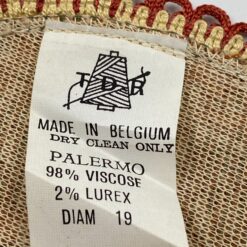 TDR
MADE IN BELGIUM
DRY CLEAN ONLY
PALERMO
98% VISCOSE
2% LUREX
DIAM 19